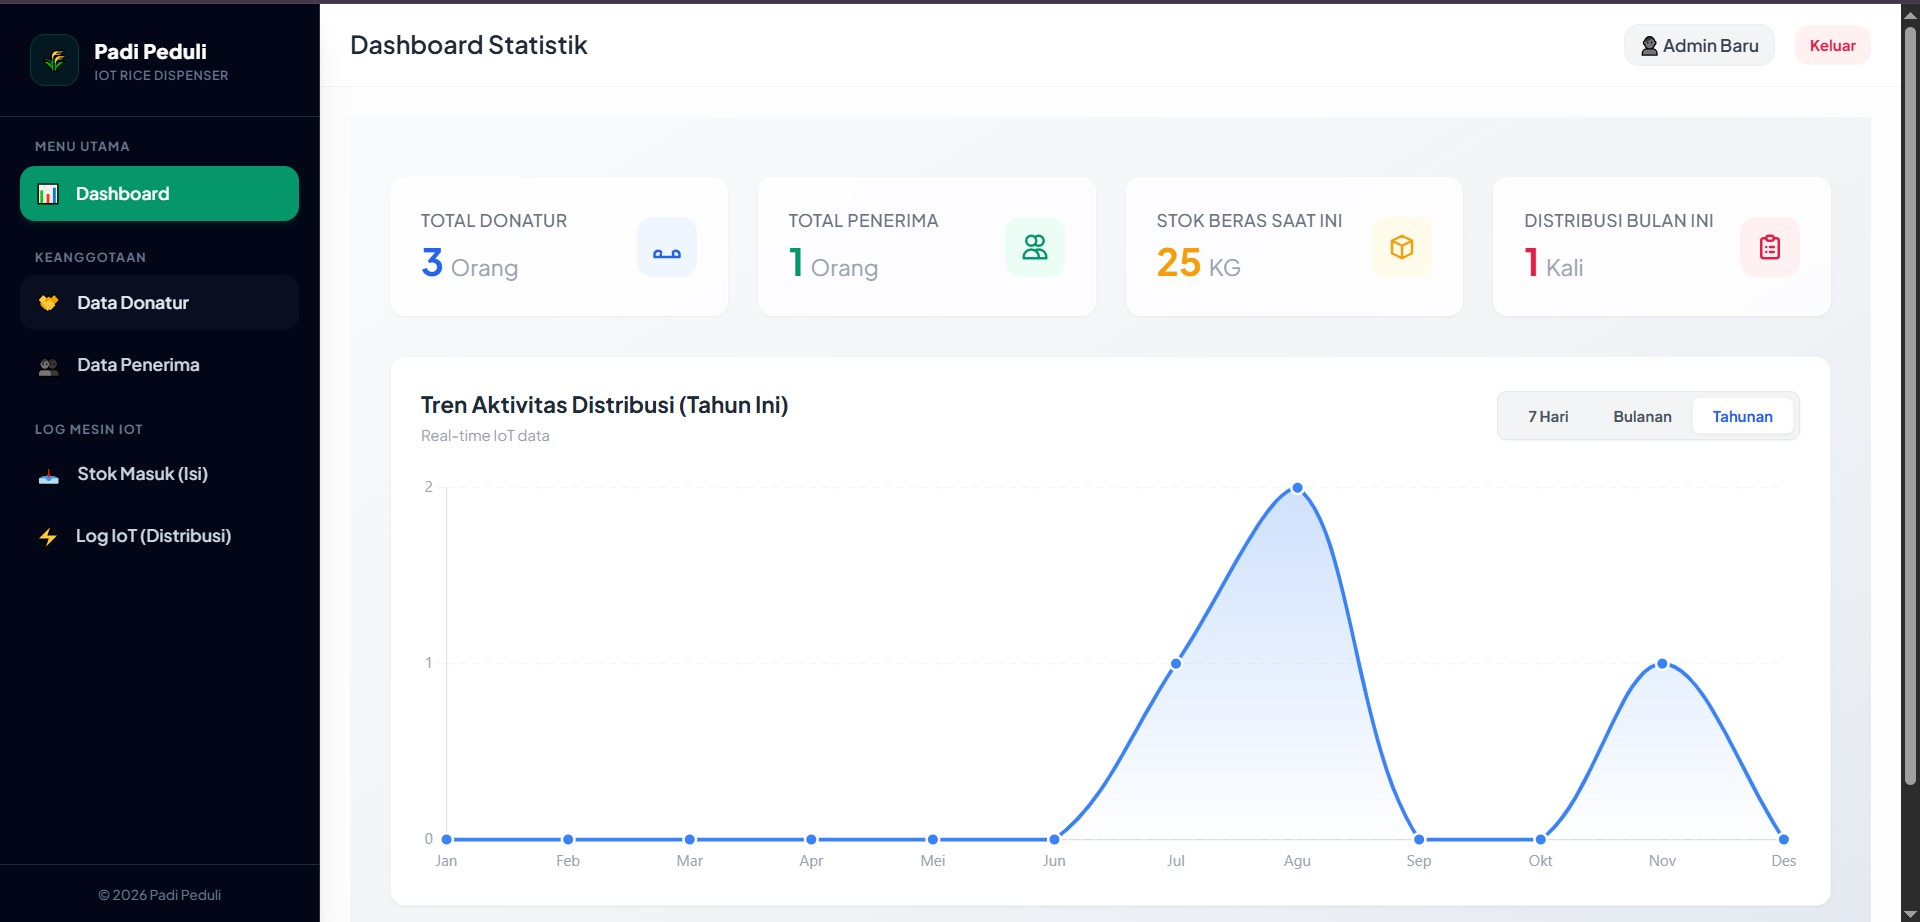 Padi Peduli
IOT RICE DISPENSER
MENU UTAMA
Dashboard
KEANGGOTAAN
Data Donatur
Data Penerima
LOG MESIN IOT
Stok Masuk (Isi)
Log IoT (Distribusi)
© 2026 Padi Peduli
Dashboard Statistik
Admin Baru
Keluar
TOTAL DONATUR
3 Orang
TOTAL PENERIMA
1 Orang
STOK BERAS SAAT INI
25 KG
DISTRIBUSI BULAN INI
1 Kali
Tren Aktivitas Distribusi (Tahun Ini)
Real-time IoT data
7 Hari Bulanan Tahunan
2
1
0
Jan Feb Mar Apr Mei Jun Jul Agu Sep Okt Nov Des